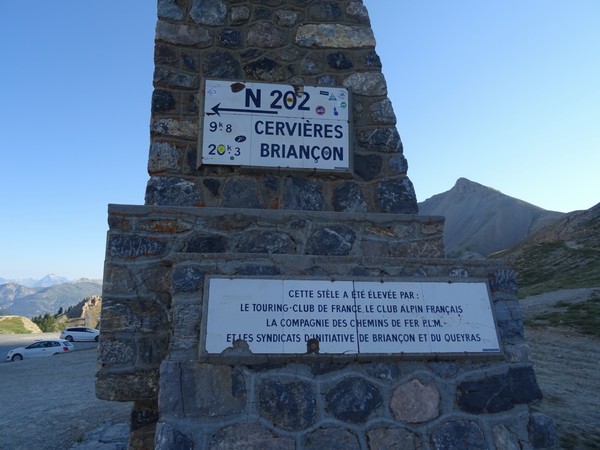 N 202
9K8 CERVIÈRES
20K3 BRIANÇON
CETTE STÈLE A ÉTÉ ÉLEVÉE PAR :
LE TOURING-CLUB DE FRANCE LE CLUB ALPIN FRANÇAIS
LA COMPAGNIE DES CHEMINS DE FER P.L.M.-
ET LES SYNDICATS D'INITIATIVE DE BRIANÇON ET DU QUEYRAS